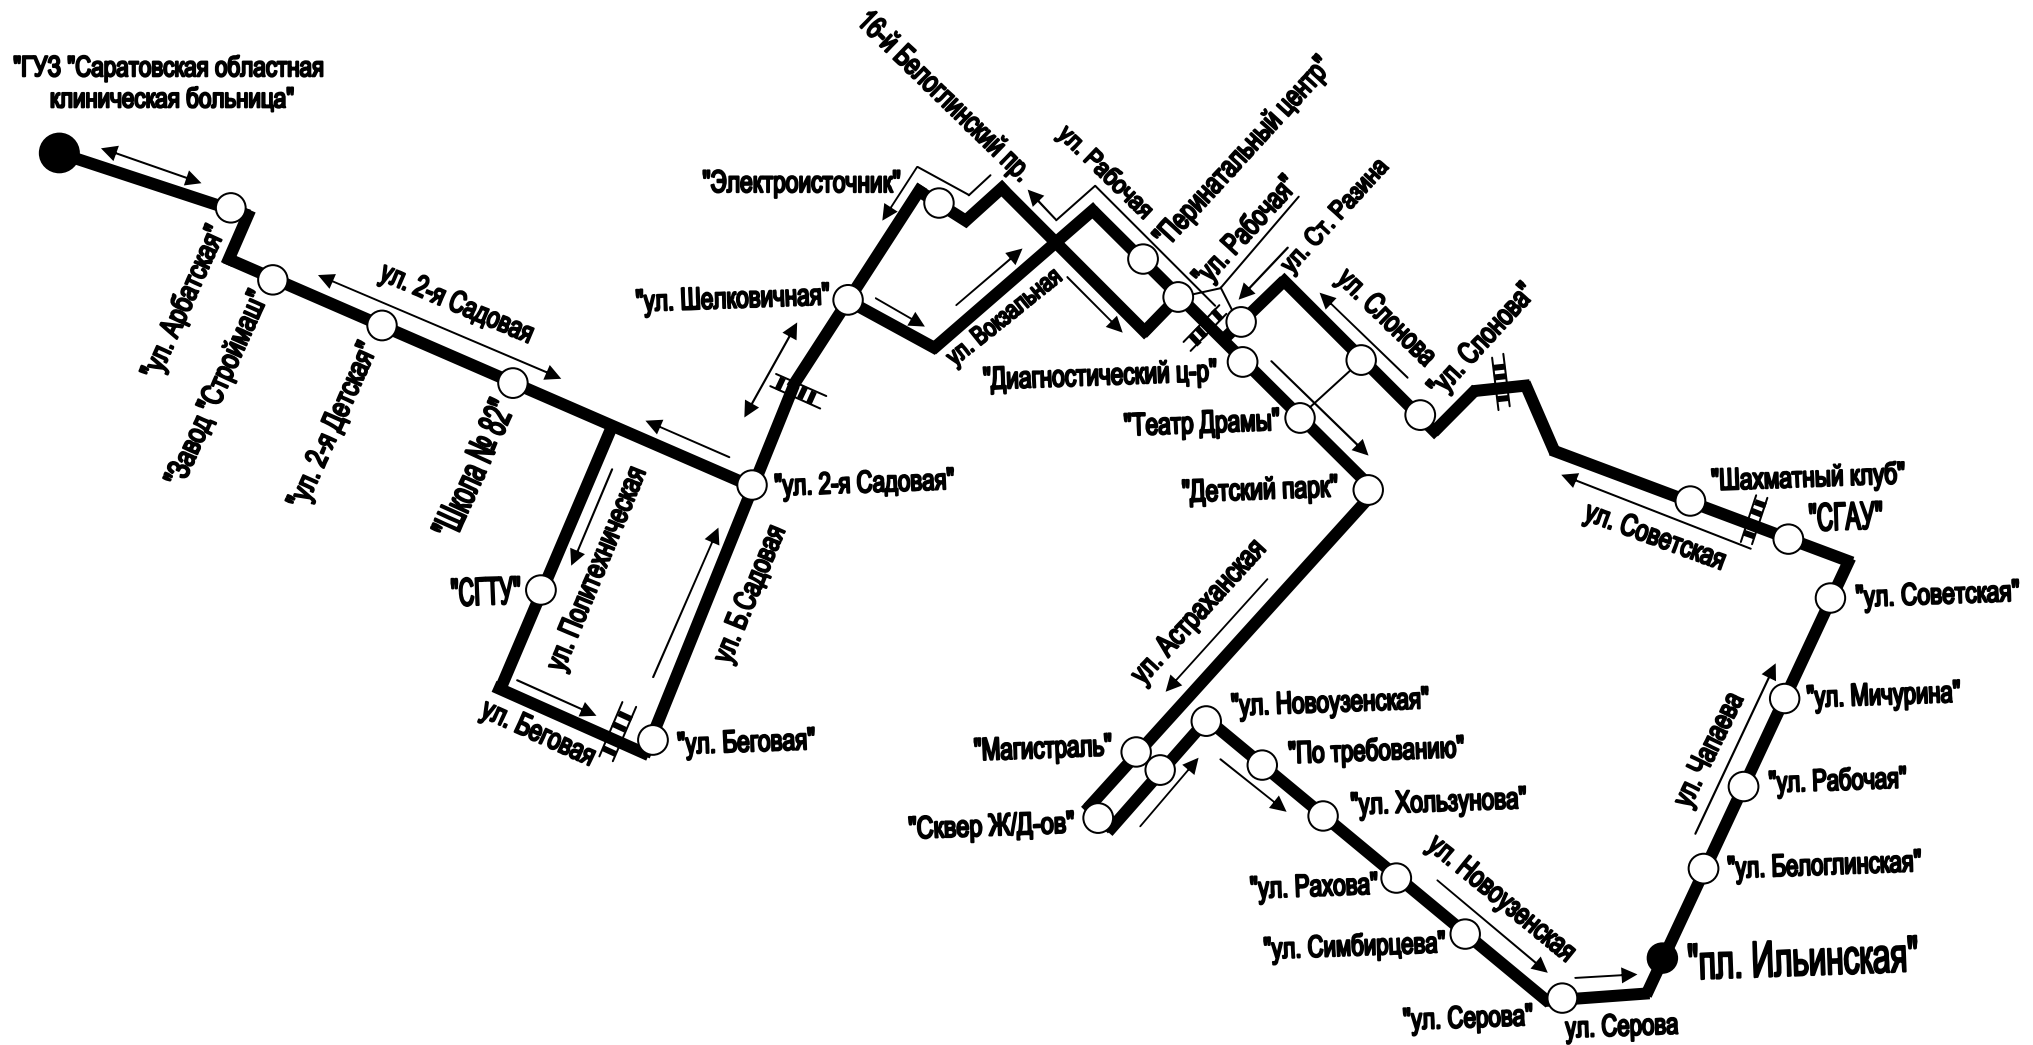 "ГУЗ "Саратовская областная
клиническая больница"
"ул. Арбатская"
Завод "Строймаш"
ул. 2-я Садовая
"ул. 2-я Детская"
"Школа № 82"
"СГТУ"
ул. Политехническая
ул. Беговая
"ул. Беговая"
ул. Б.Садовая
"ул. 2-я Садовая"
"ул. Шелковичная"
"Электроисточник"
16-й Белоглинский пр.
ул. Вокзальная
ул. Рабочая
"Перинатальный центр"
"ул. Рабочая"
ул. Ст. Разина
ул. Слонова
"ул. Слонова"
"Диагностический ц-р"
"Театр Драмы"
"Детский парк"
"Шахматный клуб"
"СГАУ"
ул. Советская
"ул. Советская"
ул. Астраханская
"ул. Мичурина"
ул. Чапаева
"ул. Рабочая"
"ул. Белоглинская"
"пл. Ильинская"
"Магистраль"
"Сквер Ж/Д-ов"
"ул. Новоузенская"
"По требованию"
"ул. Хользунова"
"ул. Рахова"
ул. Новоузенская
"ул. Симбирцева"
"ул. Серова"
ул. Серова